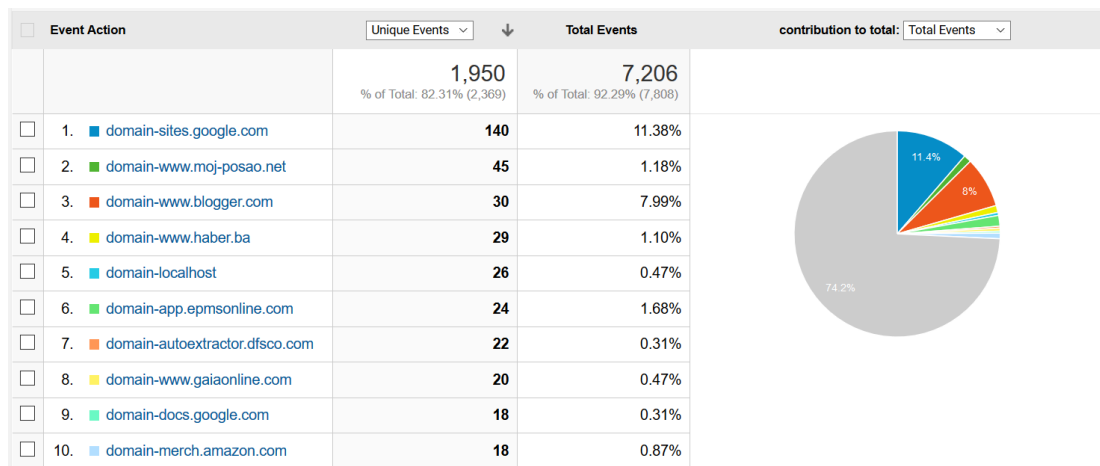 Event Action Unique Events Total Events contribution to total: Total Events
1,950 7,206
% of Total: 82.31% (2,369) % of Total: 92.29% (7,808)
1. domain-sites.google.com 140 11.38%
2. domain-www.moj-posao.net 45 1.18%
3. domain-www.blogger.com 30 7.99%
4. domain-www.haber.ba 29 1.10%
5. domain-localhost 26 0.47%
6. domain-app.epmsonline.com 24 1.68%
7. domain-autoextractor.dfsco.com 22 0.31%
8. domain-www.gaiaonline.com 20 0.47%
9. domain-docs.google.com 18 0.31%
10. domain-merch.amazon.com 18 0.87%
11.4%
8%
74.2%